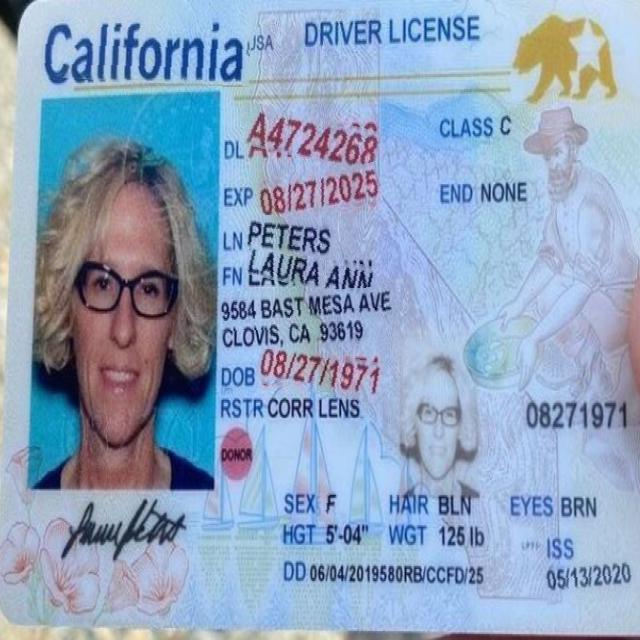 California USA DRIVER LICENSE
DL A4724268 CLASS C
EXP 08/27/2025 END NONE
LN PETERS
FN LAURA ANN
9584 BAST MESA AVE
CLOVIS, CA 93619
DOB 08/27/1971
RSTR CORR LENS 08271971
DONOR
SEX F HAIR BLN EYES BRN
HGT 5'-04" WGT 125 lb ISS
DD 06/04/2019580RB/CCFD/25 05/13/2020